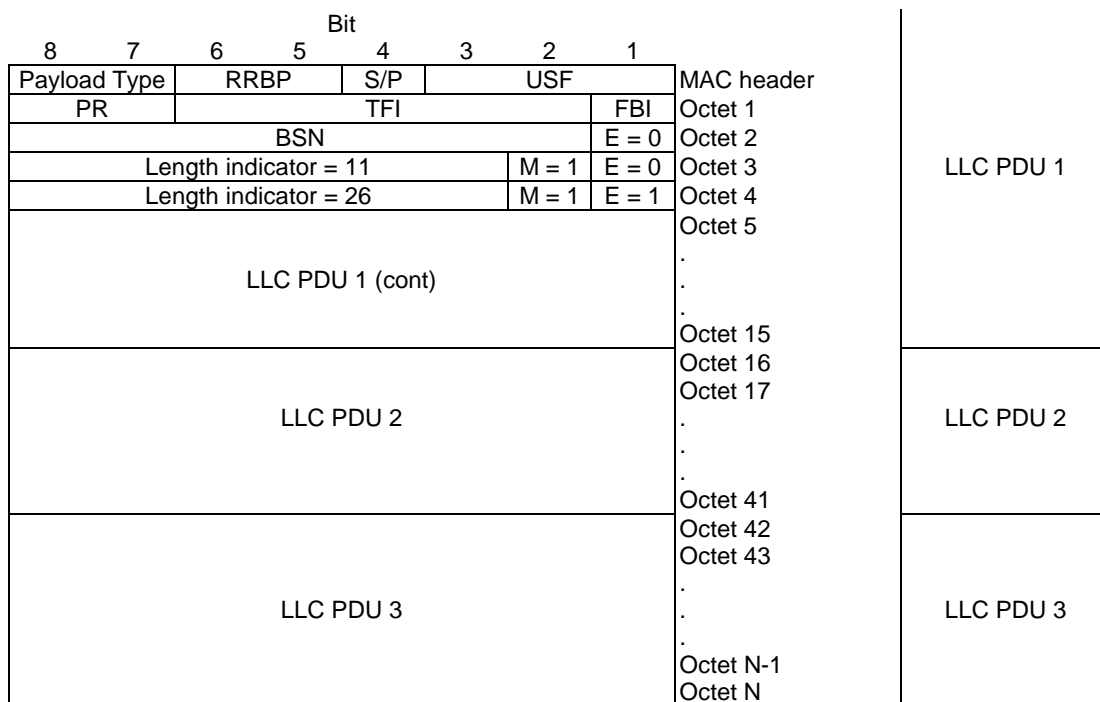 Bit
8 7 6 5 4 3 2 1
Payload Type RRBP S/P USF MAC header
PR TFI FBI Octet 1
BSN E = 0 Octet 2
Length indicator = 11 M = 1 E = 0 Octet 3 LLC PDU 1
Length indicator = 26 M = 1 E = 1 Octet 4
Octet 5
.
LLC PDU 1 (cont) .
.
Octet 15
Octet 16
Octet 17
LLC PDU 2 . LLC PDU 2
.
.
Octet 41
Octet 42
Octet 43
.
LLC PDU 3 . LLC PDU 3
.
Octet N-1
Octet N